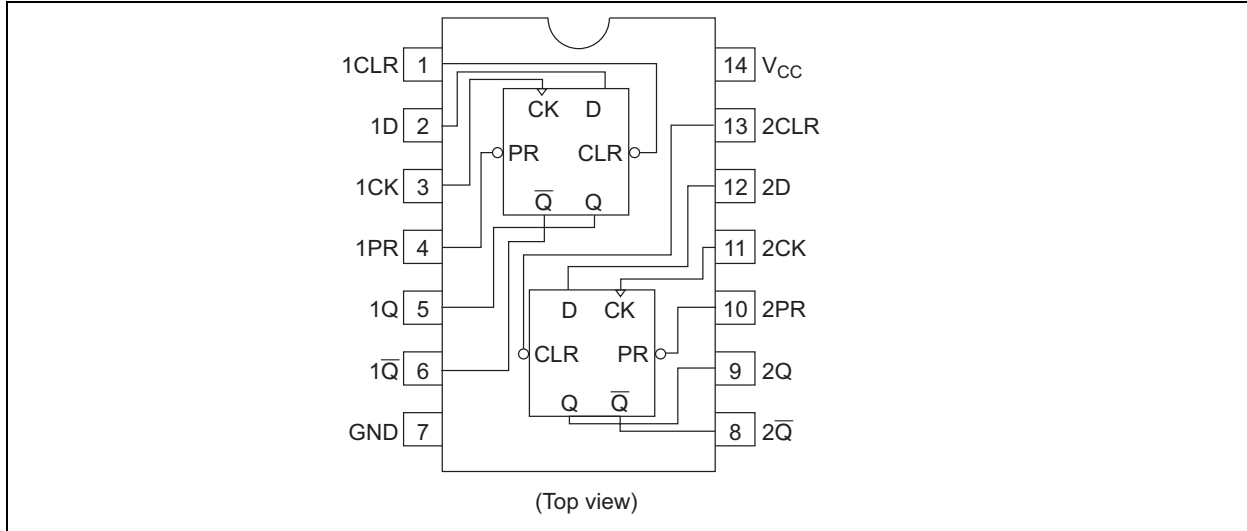 1CLR 1 14 VCC
CK D
1D 2 13 2CLR
PR CLR
1CK 3 12 2D
Q̅ Q
1PR 4 11 2CK
1Q 5 D CK 10 2PR
CLR PR
1Q̅ 6 9 2Q
Q Q̅
GND 7 8 2Q̅
(Top view)